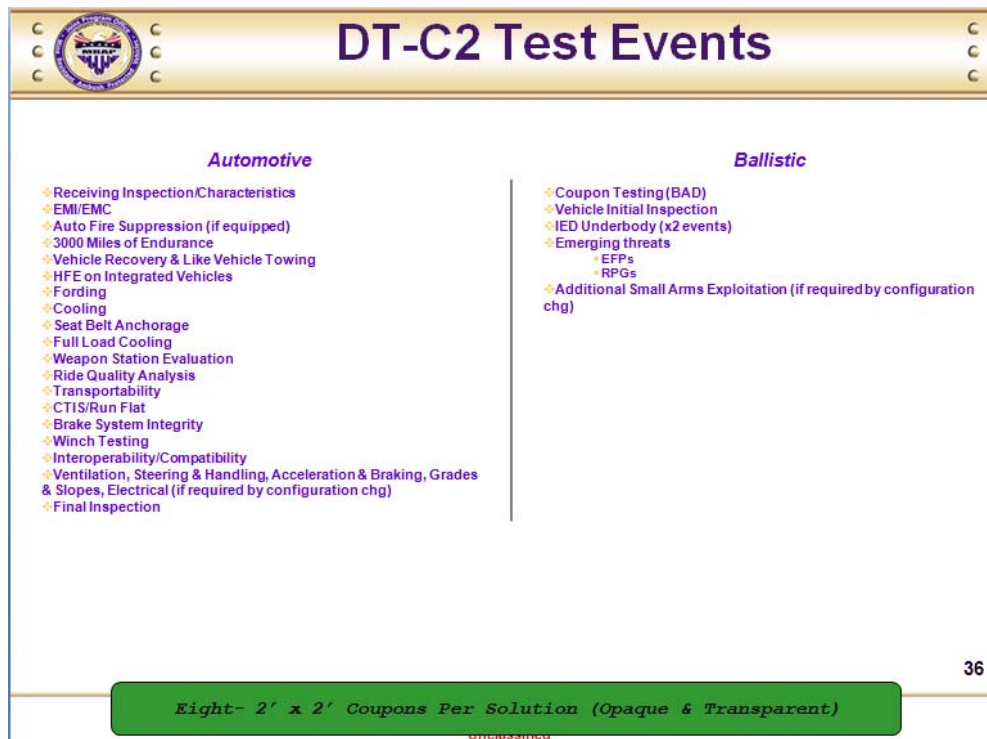 MRAP
DT-C2 Test Events
Automotive
Receiving Inspection/Characteristics
EMI/EMC
Auto Fire Suppression (if equipped)
3000 Miles of Endurance
Vehicle Recovery & Like Vehicle Towing
HFE on Integrated Vehicles
Fording
Cooling
Seat Belt Anchorage
Full Load Cooling
Weapon Station Evaluation
Ride Quality Analysis
Transportability
CTIS/Run Flat
Brake System Integrity
Winch Testing
Interoperability/Compatibility
Ventilation, Steering & Handling, Acceleration & Braking, Grades
& Slopes, Electrical (if required by configuration chg)
Final Inspection
Ballistic
Coupon Testing (BAD)
Vehicle Initial Inspection
IED Underbody (x2 events)
Emerging threats
EFPs
RPGs
Additional Small Arms Exploitation (if required by configuration
chg)
36
Eight- 2' x 2' Coupons Per Solution (Opaque & Transparent)
Unclassified